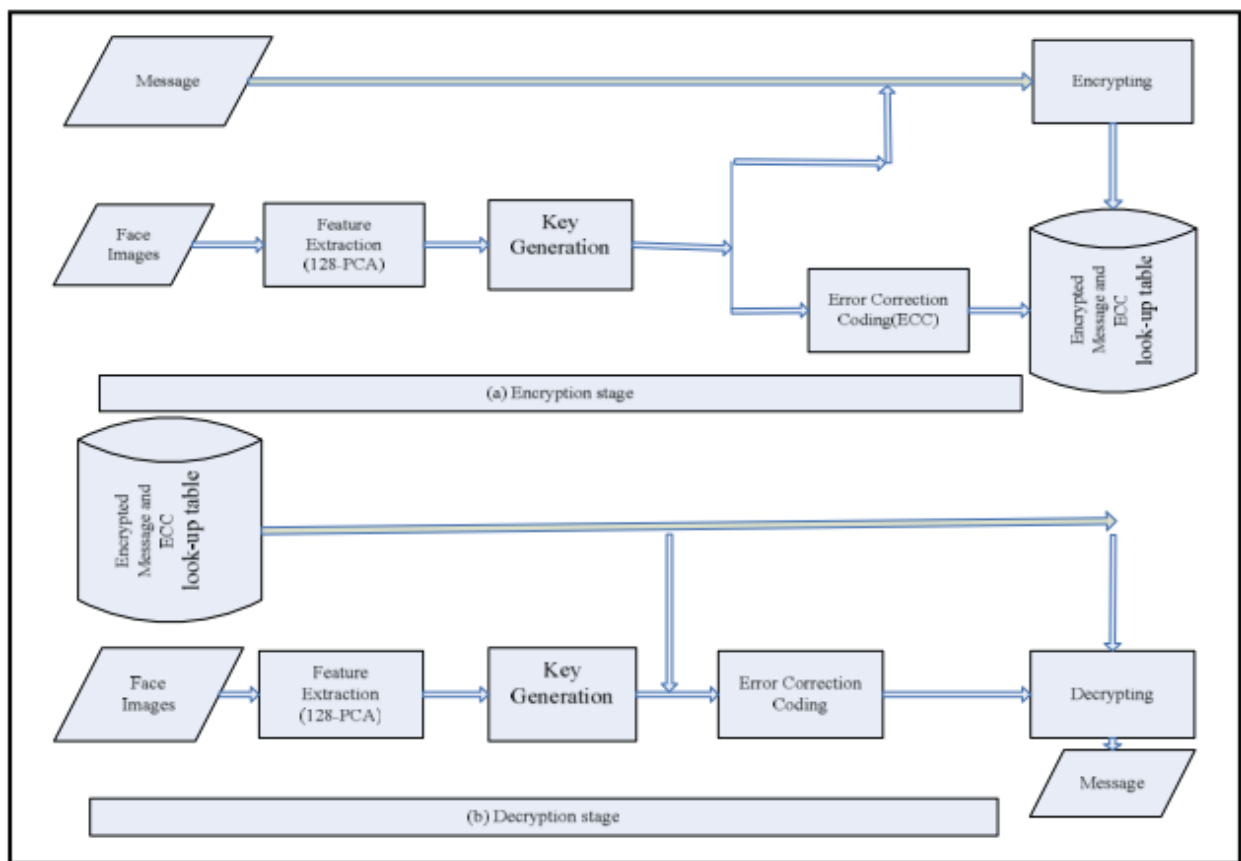 Message
Encrypting
Face
Images
Feature
Extraction
(128-PCA)
Key
Generation
Error Correction
Coding(ECC)
Encrypted
Message and
ECC
look-up table
(a) Encryption stage
Encrypted
Message and
ECC
look-up table
Face
Images
Feature
Extraction
(128-PCA)
Key
Generation
Error Correction
Coding
Decrypting
Message
(b) Decryption stage